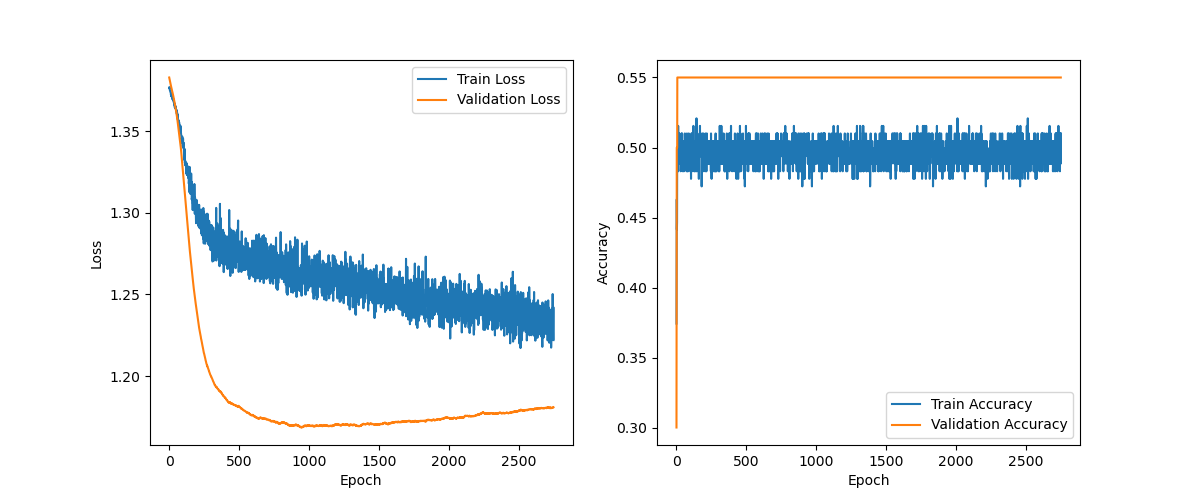 Train Loss
Validation Loss
1.35
1.30
1.25
1.20
Loss
0 500 1000 1500 2000 2500
Epoch
0.55
0.50
0.45
0.40
0.35
0.30
Accuracy
Train Accuracy
Validation Accuracy
0 500 1000 1500 2000 2500
Epoch